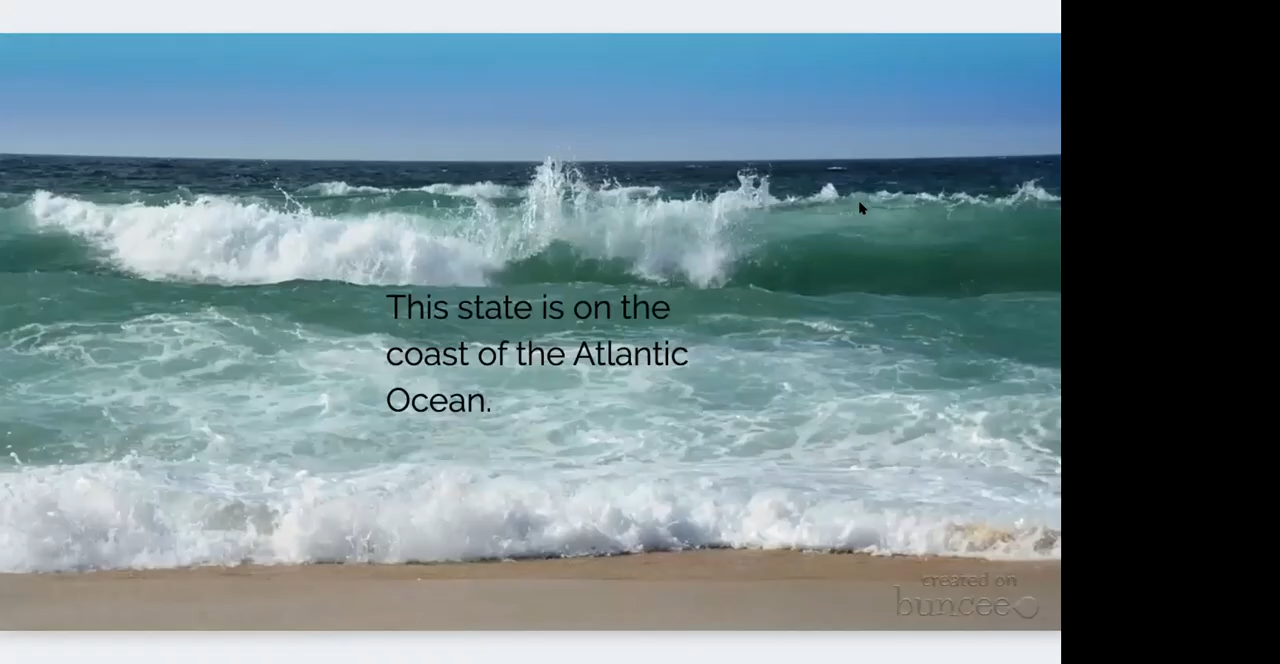 This state is on the
coast of the Atlantic
Ocean.
created on
buncee